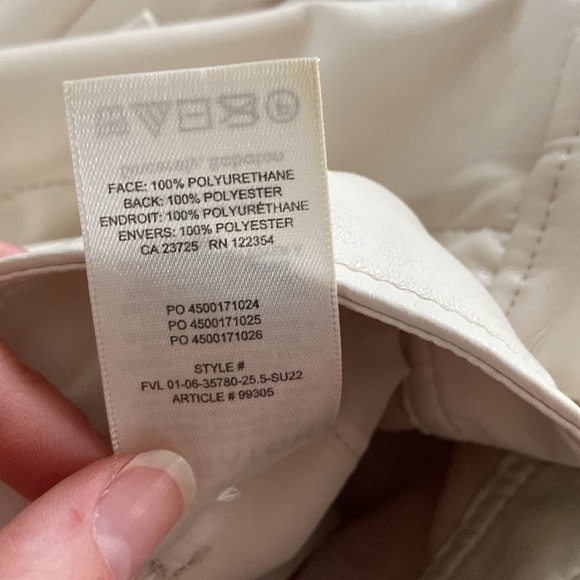 FACE: 100% POLYURETHANE
BACK: 100% POLYESTER
ENDROIT: 100% POLYURÉTHANE
ENVERS: 100% POLYESTER
CA 23725 RN 122354
PO 4500171024
PO 4500171025
PO 4500171026
STYLE #
FVL 01-06-35780-25.5-SU22
ARTICLE # 99305